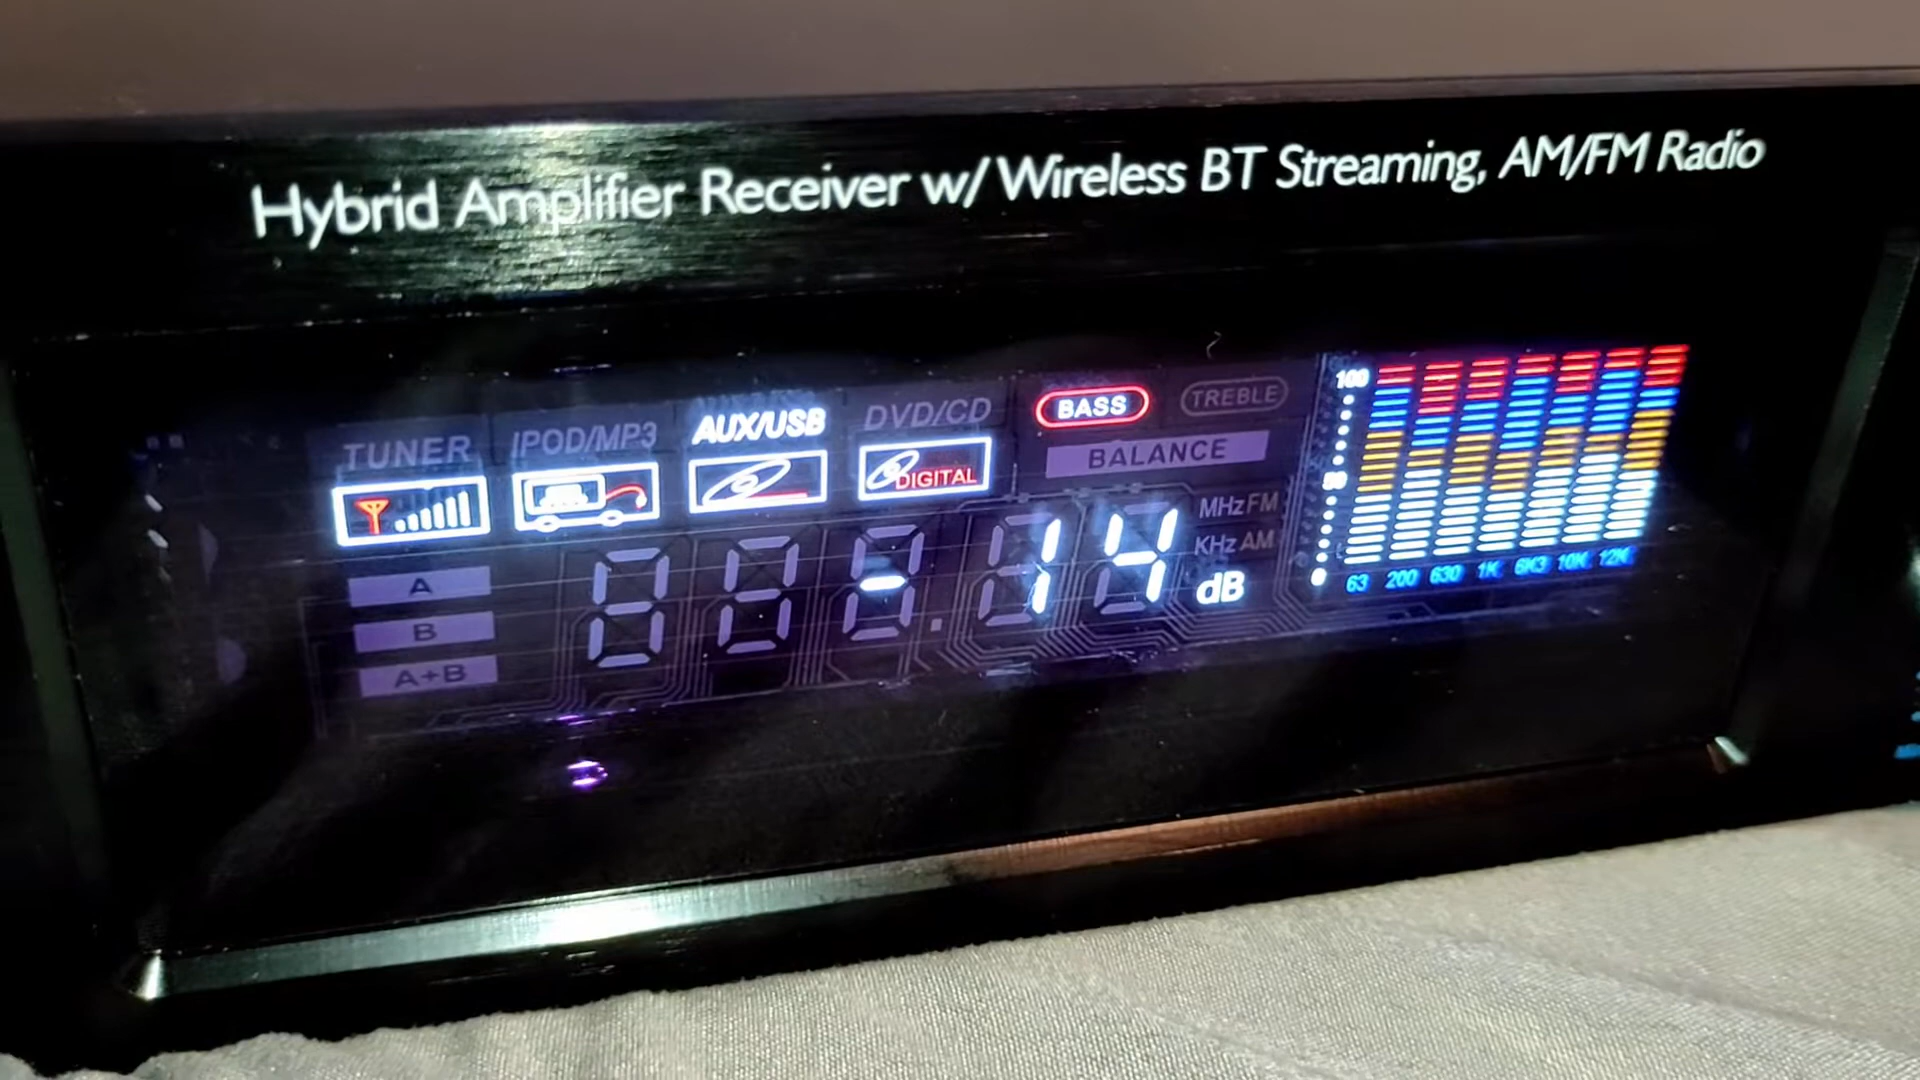 Hybrid Amplifier Receiver w/ Wireless BT Streaming, AM/FM Radio
TUNER IPOD/MP3 AUX/USB DVD/CD BASS TREBLE
DIGITAL BALANCE
A
B
A+B
-14 dB
MHz FM
KHz AM
100
50
0
63 200 630 1K 6K3 10K 12K